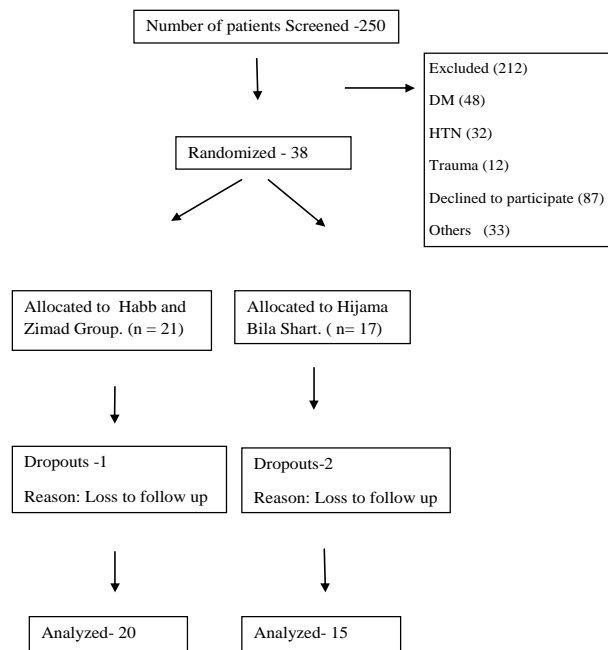 Number of patients Screened -250
Excluded (212)
DM (48)
HTN (32)
Trauma (12)
Declined to participate (87)
Others (33)
Randomized - 38
Allocated to Habb and
Zimad Group. (n = 21)
Allocated to Hijama
Bila Shart. ( n= 17)
Dropouts -1
Reason: Loss to follow up
Dropouts-2
Reason: Loss to follow up
Analyzed- 20
Analyzed- 15